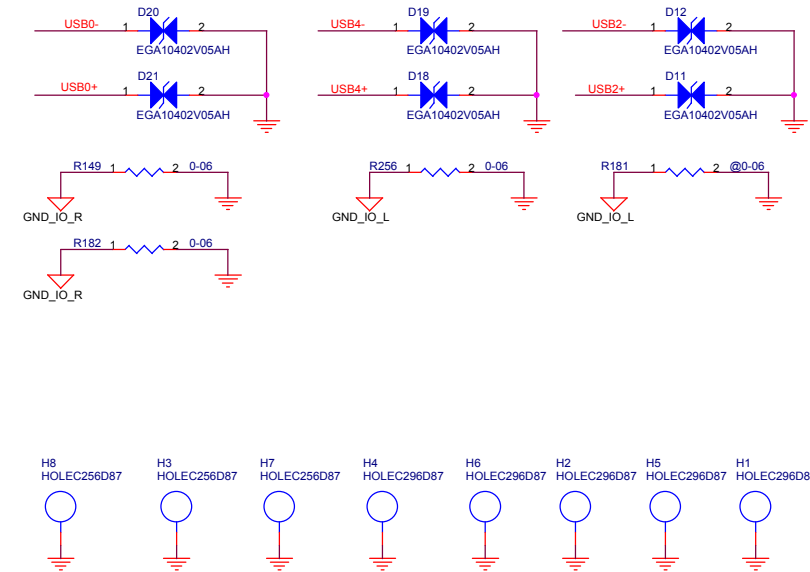 D20 D19 D12
USB0- 1 2 USB4- 1 2 USB2- 1 2
EGA10402V05AH EGA10402V05AH EGA10402V05AH
D21 D18 D11
USB0+ 1 2 USB4+ 1 2 USB2+ 1 2
EGA10402V05AH EGA10402V05AH EGA10402V05AH
R149 1 2 0-06 R256 1 2 0-06 R181 1 2 @0-06
GND_IO_R GND_IO_L GND_IO_L
R182 1 2 0-06
GND_IO_R
H8 H3 H7 H4 H6 H2 H5 H1
HOLEC256D87 HOLEC256D87 HOLEC256D87 HOLEC296D87 HOLEC296D87 HOLEC296D87 HOLEC296D87 HOLEC296D8